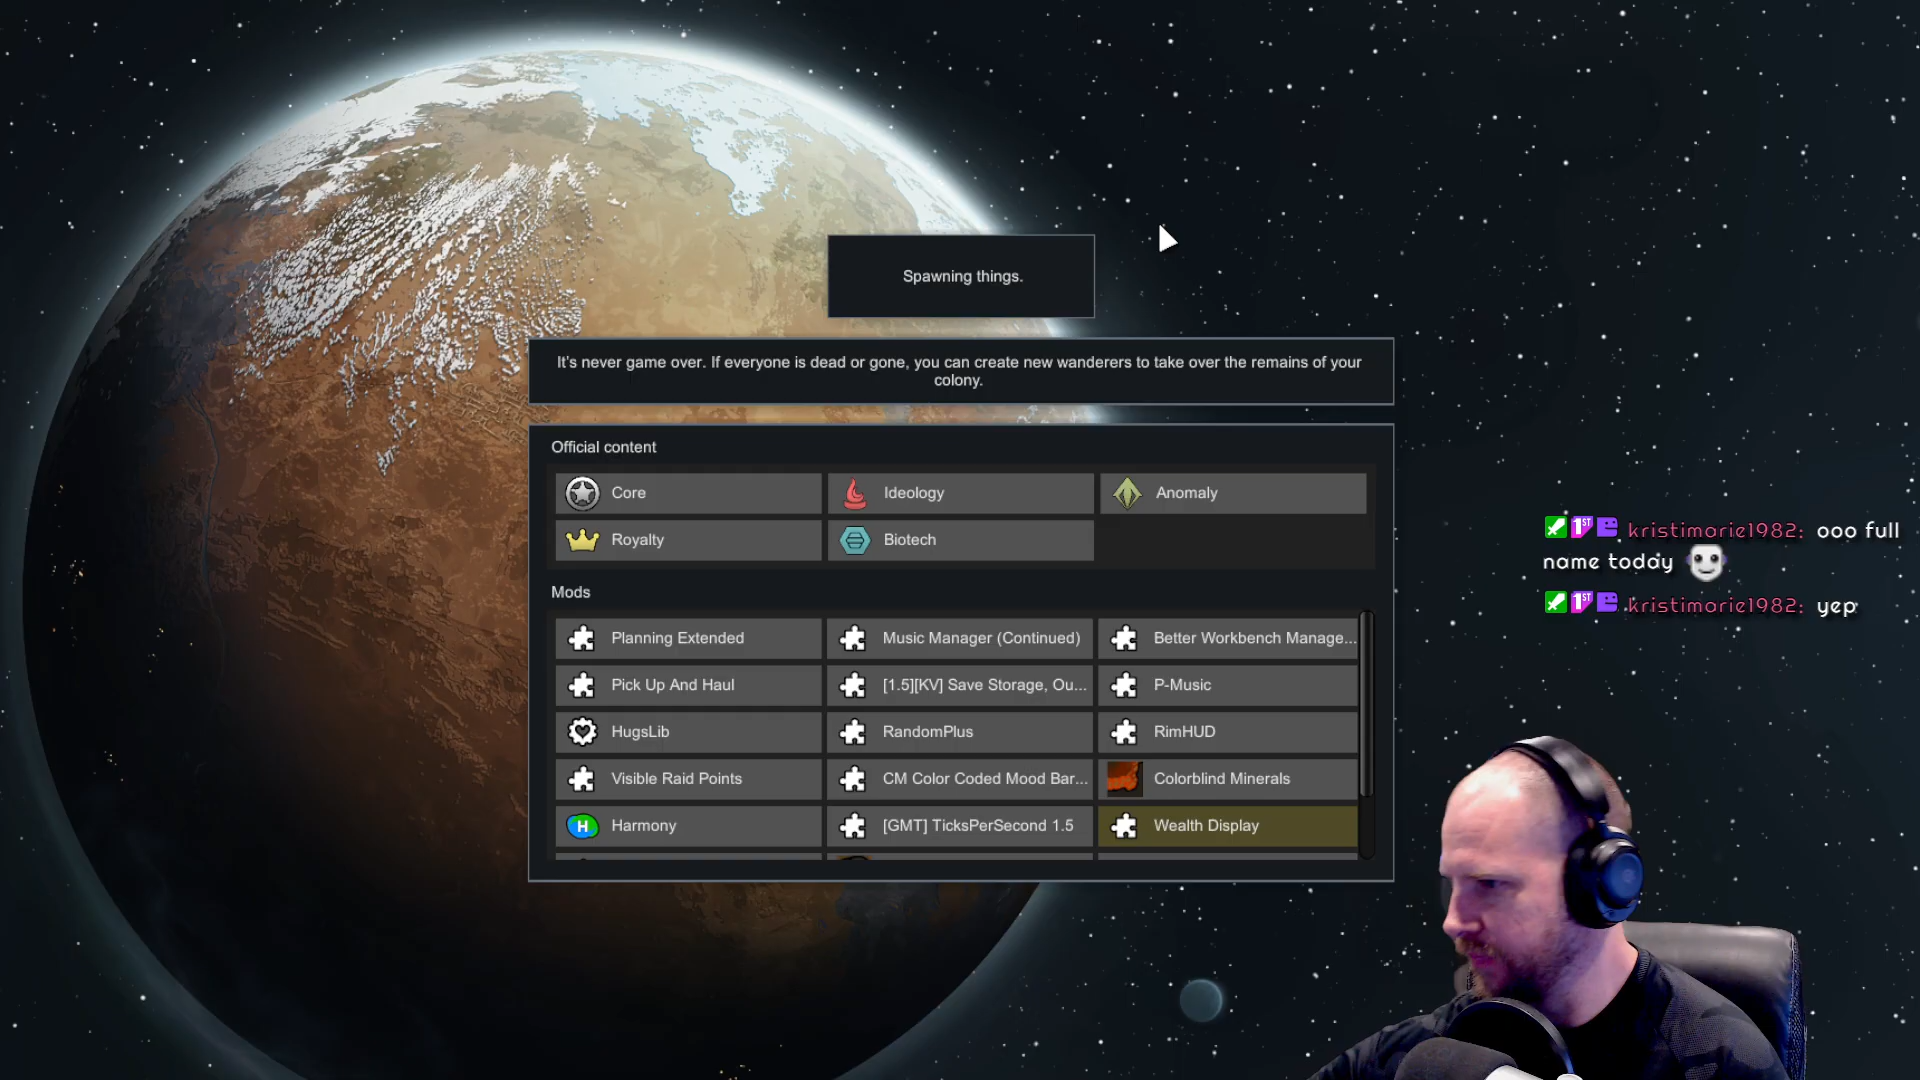 Spawning things.
It's never game over. If everyone is dead or gone, you can create new wanderers to take over the remains of your
colony.
Official content
Core
Ideology
Anomaly
Royalty
Biotech
Mods
Planning Extended
Music Manager (Continued)
Better Workbench Manage...
Pick Up And Haul
[1.5][KV] Save Storage, Ou...
P-Music
HugsLib
RandomPlus
RimHUD
Visible Raid Points
CM Color Coded Mood Bar...
Colorblind Minerals
H
Harmony
[GMT] TicksPerSecond 1.5
Wealth Display
1ST kristimarie1982: ooo full
name today
1ST kristimarie1982: yep